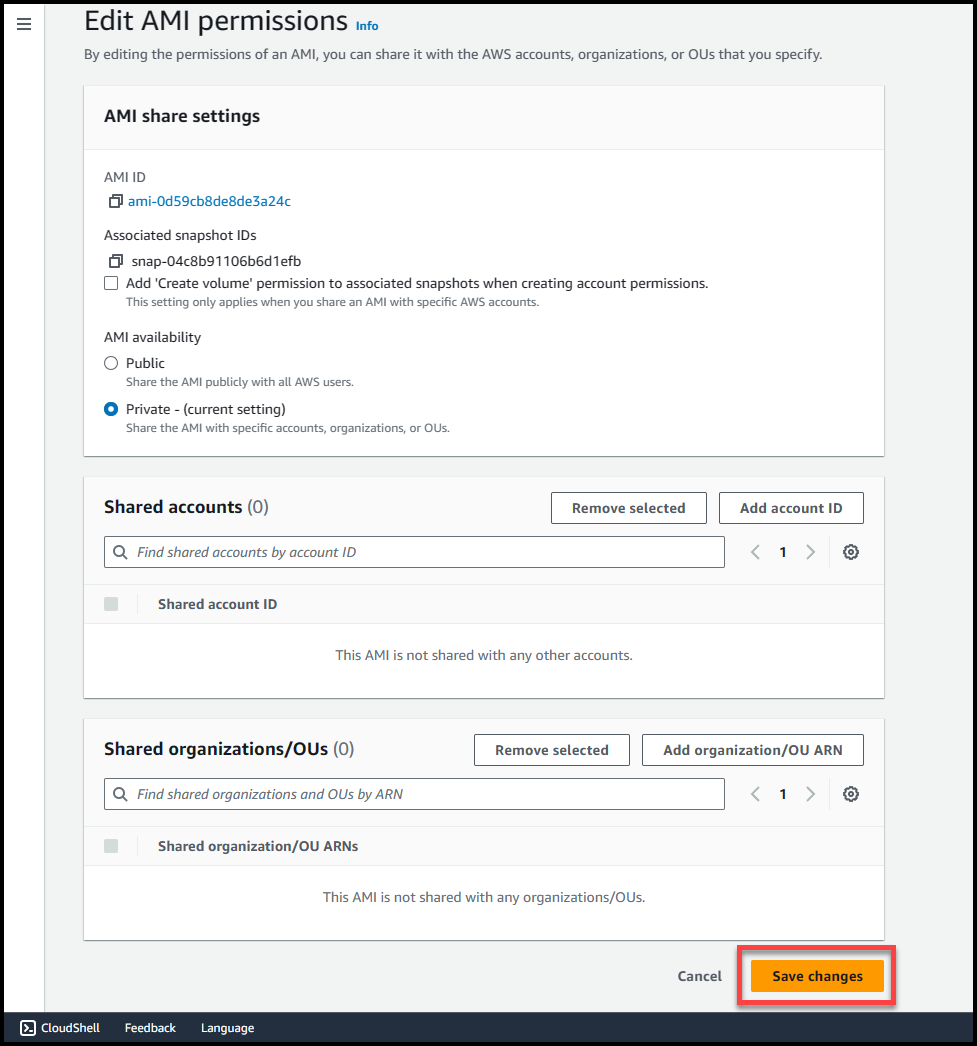 Edit AMI permissions Info
By editing the permissions of an AMI, you can share it with the AWS accounts, organizations, or OUs that you specify.
AMI share settings
AMI ID
ami-0d59cb8de8de3a24c
Associated snapshot IDs
snap-04c8b91106b6d1efb
Add 'Create volume' permission to associated snapshots when creating account permissions.
This setting only applies when you share an AMI with specific AWS accounts.
AMI availability
Public
Share the AMI publicly with all AWS users.
Private - (current setting)
Share the AMI with specific accounts, organizations, or OUs.
Shared accounts (0)
Remove selected
Add account ID
Find shared accounts by account ID
1
Shared account ID
This AMI is not shared with any other accounts.
Shared organizations/OUs (0)
Remove selected
Add organization/OU ARN
Find shared organizations and OUs by ARN
1
Shared organization/OU ARNs
This AMI is not shared with any organizations/OUs.
Cancel
Save changes
CloudShell
Feedback
Language